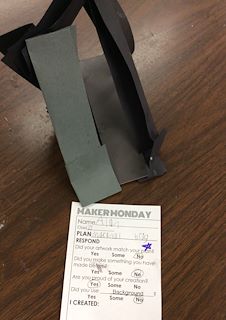 MAKER MONDAY
Name
PLAN
RESPOND
Did your artwork match your plan?
Yes Some No
Did you make something you have
made before?
Yes Some No
Are you proud of your creation?
Yes Some No
Did you use Background?
Yes Some No
I CREATED: